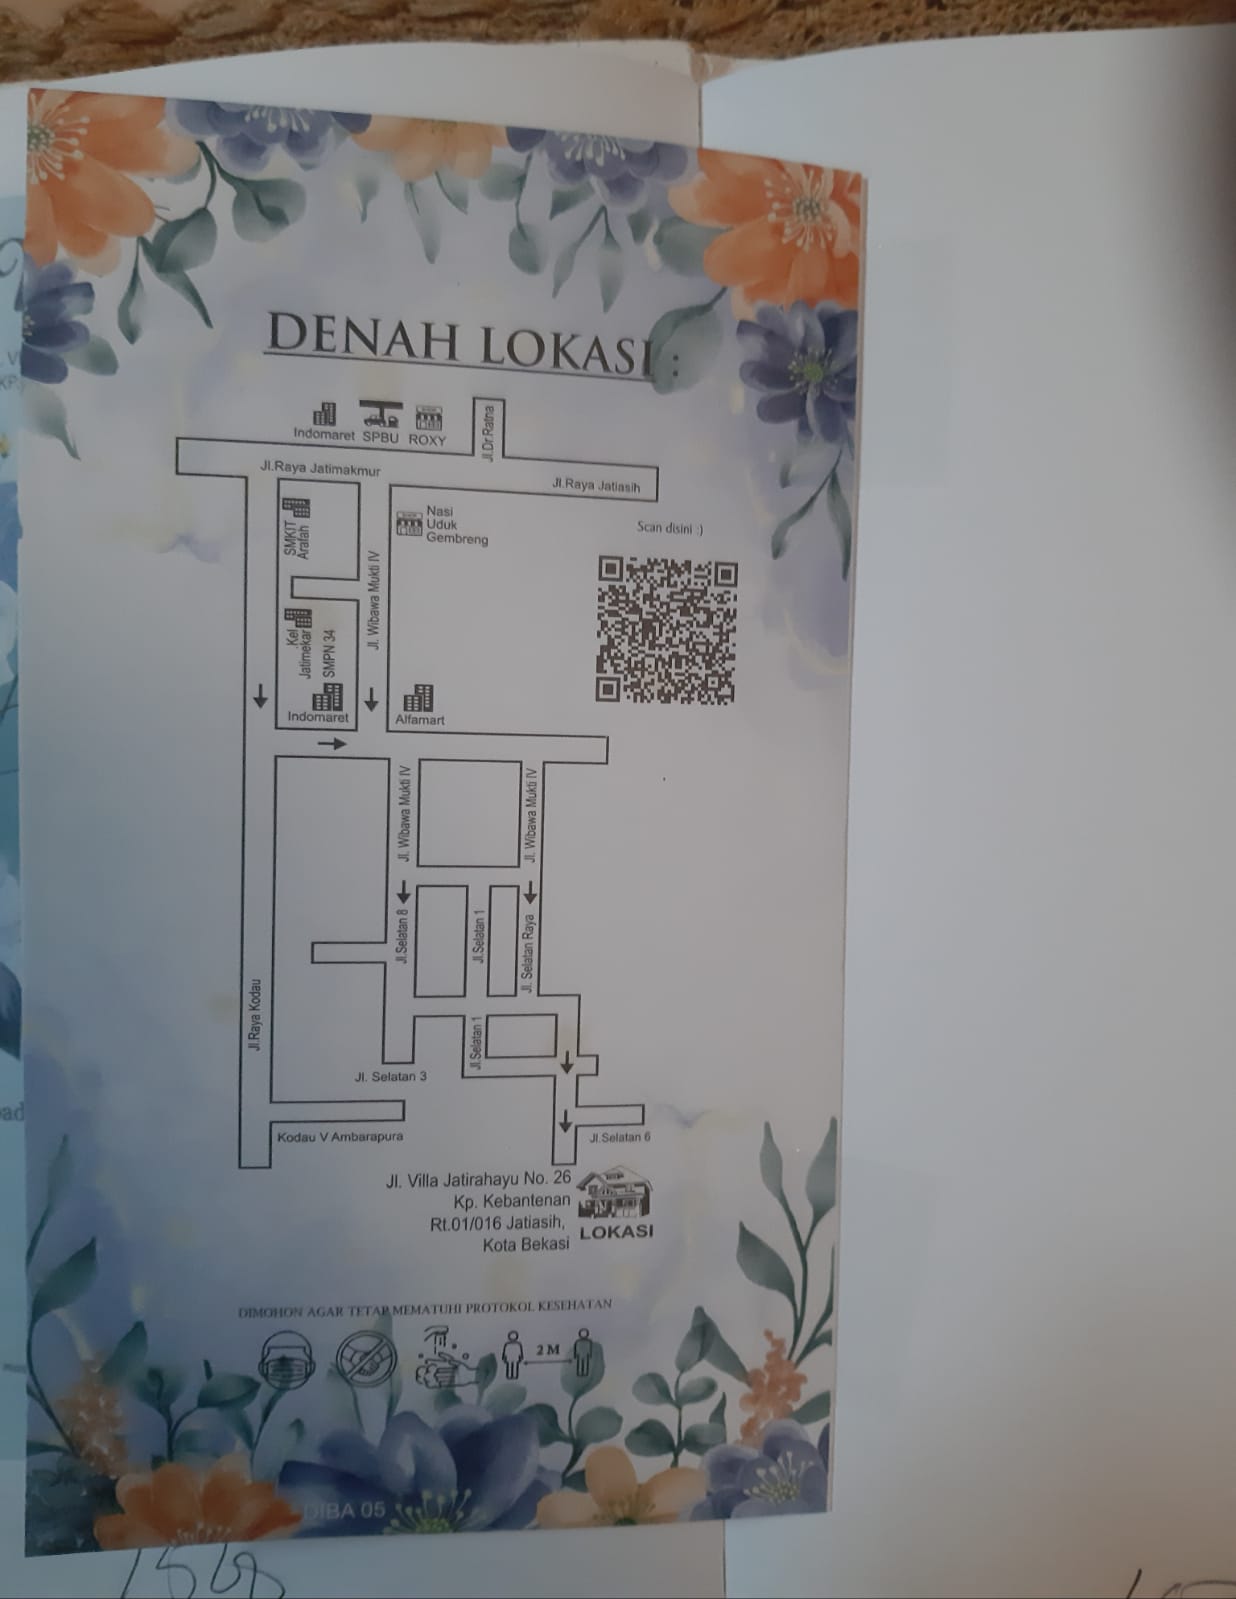 DENAH LOKASI :
Indomaret SPBU ROXY
Jl.Dr.Ratna
Jl.Raya Jatimakmur
Jl.Raya Jatiasih
SMKIT
Arafah
Nasi
Uduk
Gembreng
Scan disini :)
Jl. Wibawa Mukti IV
.Kel
Jatimekar
SMPN 34
Indomaret
Alfamart
Jl. Wibawa Mukti IV
Jl. Wibawa Mukti IV
Jl.Selatan 8
Jl.Selatan 1
Jl. Selatan Raya
Jl.Raya Kodau
Jl.Selatan 1
Jl. Selatan 3
Kodau V Ambarapura
Jl.Selatan 6
Jl. Villa Jatirahayu No. 26
Kp. Kebantenan
Rt.01/016 Jatiasih,
Kota Bekasi
LOKASI
DIMOHON AGAR TETAP MEMATUHI PROTOKOL KESEHATAN
2 M
DIBA 05